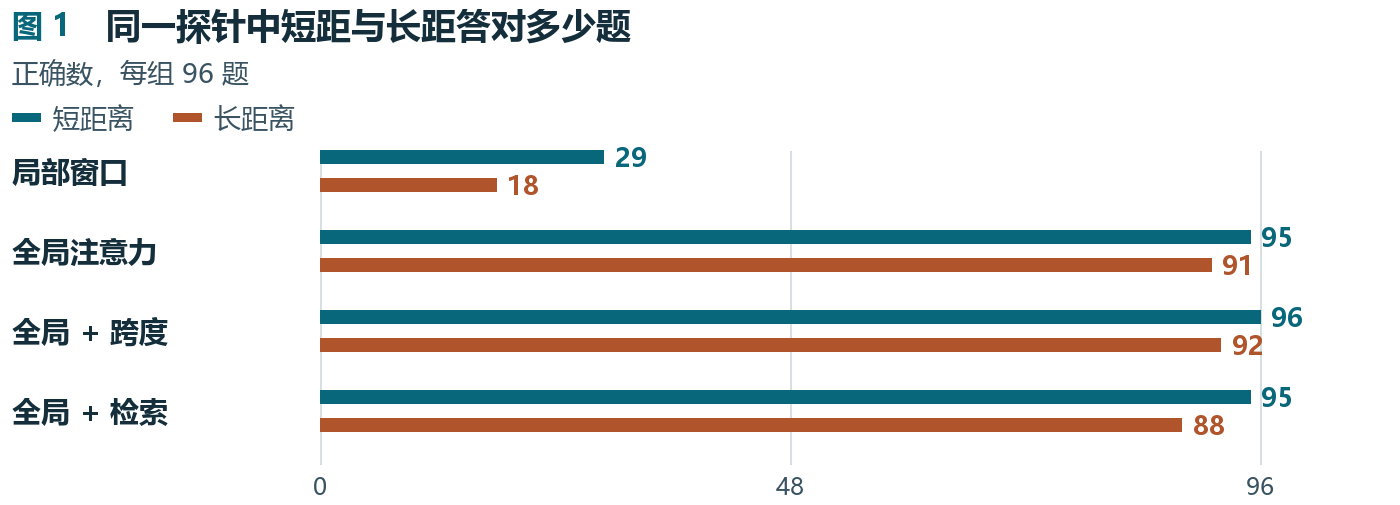 图 1 同一探针中短距与长距答对多少题
正确数，每组 96 题
短距离 长距离
局部窗口
29
18
全局注意力
95
91
全局 + 跨度
96
92
全局 + 检索
95
88
0 48 96